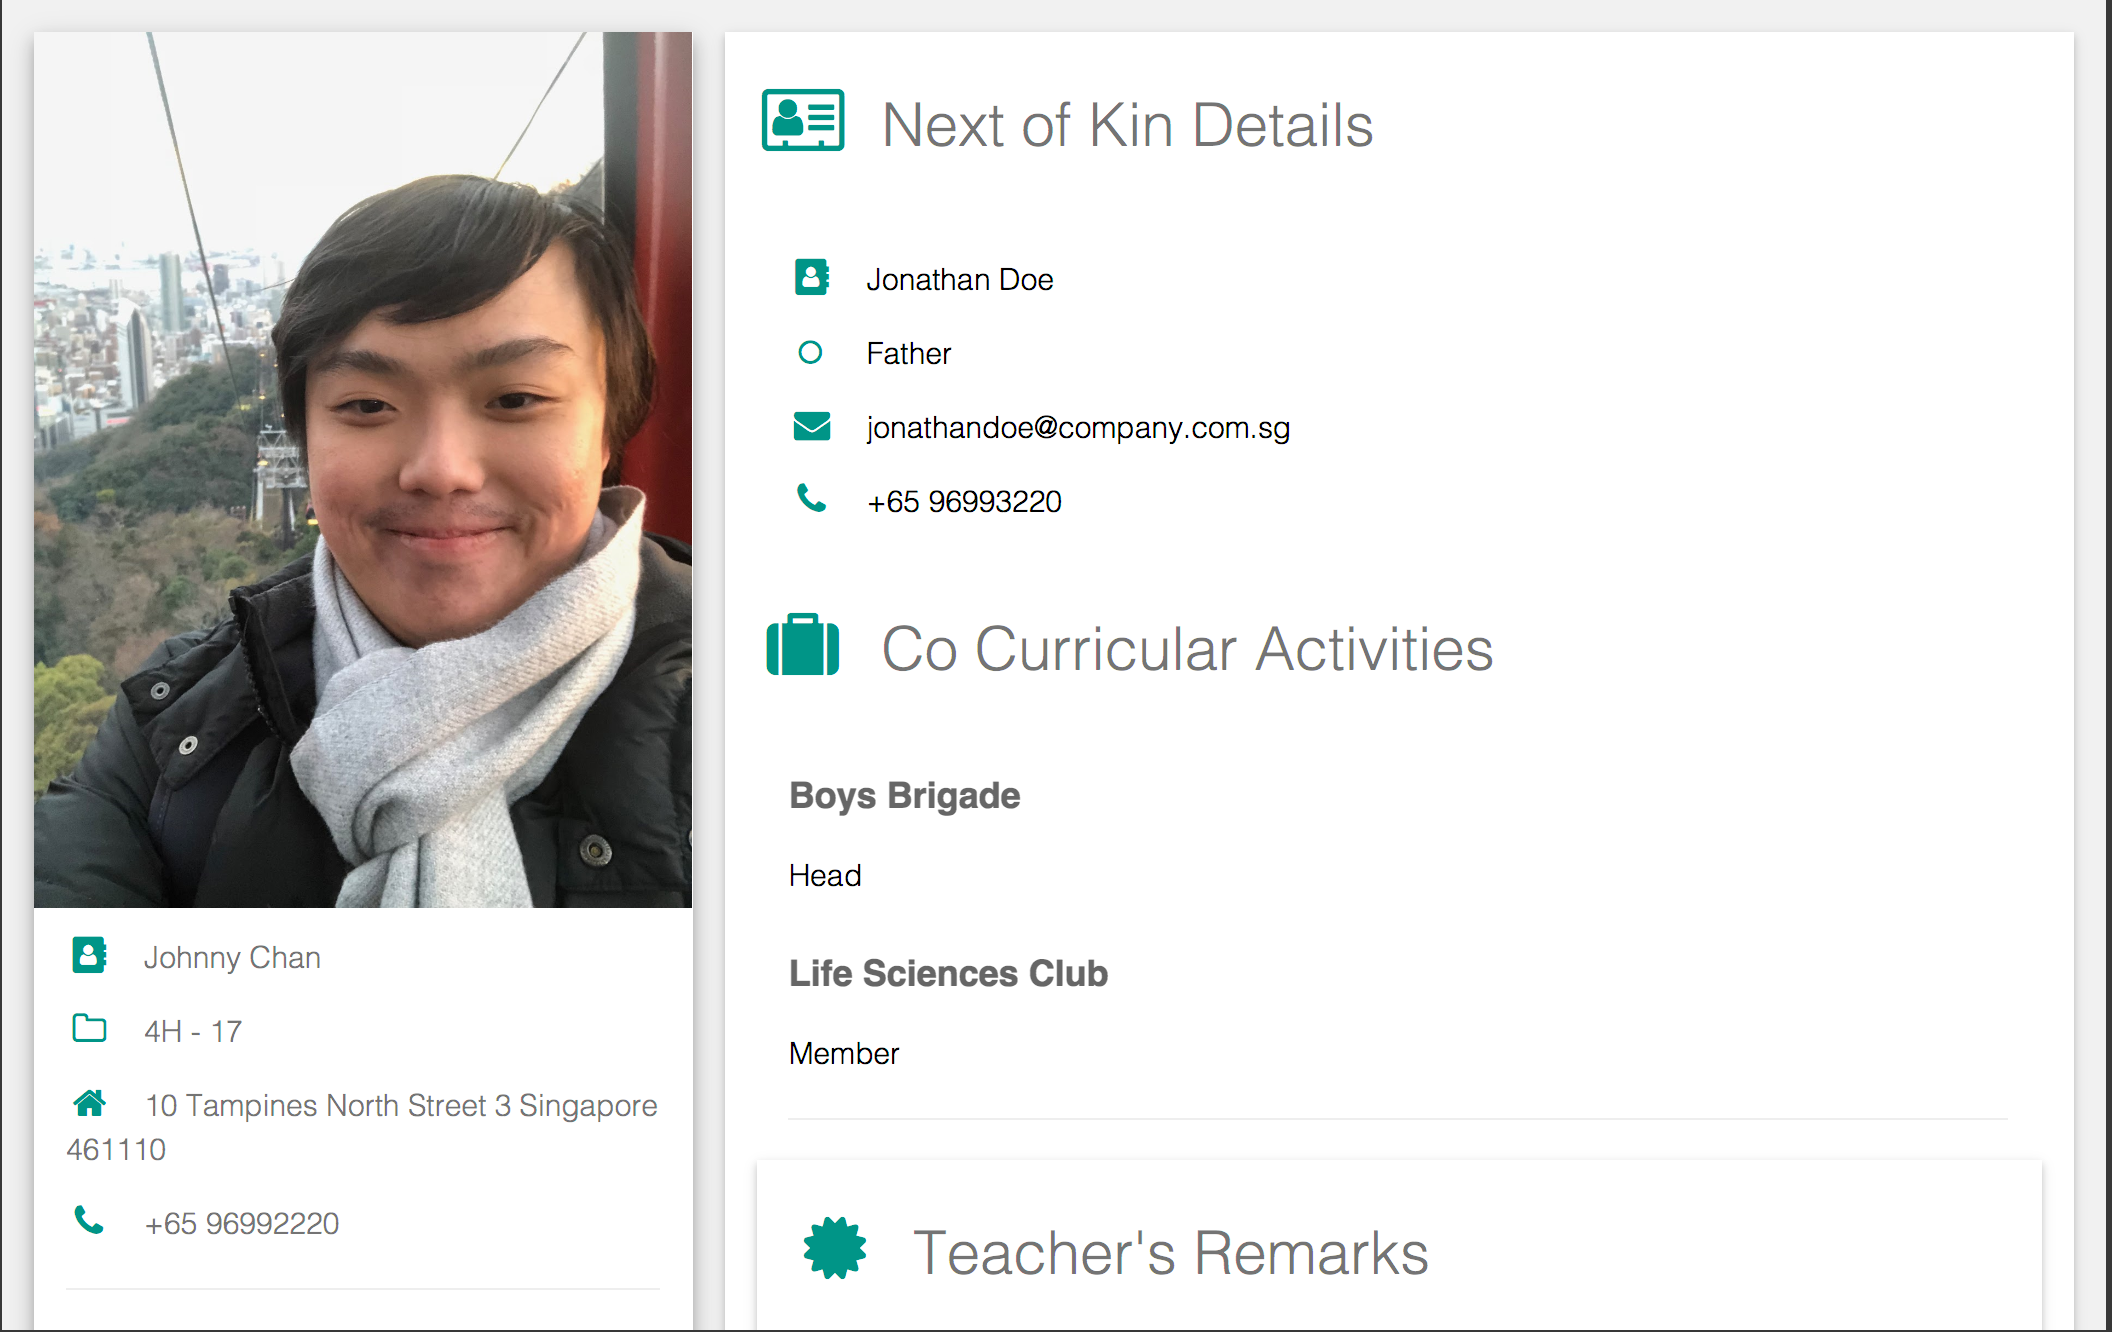 Johnny Chan
4H - 17
10 Tampines North Street 3 Singapore
461110
+65 96992220
Next of Kin Details
Jonathan Doe
Father
jonathandoe@company.com.sg
+65 96993220
Co Curricular Activities
Boys Brigade
Head
Life Sciences Club
Member
Teacher's Remarks